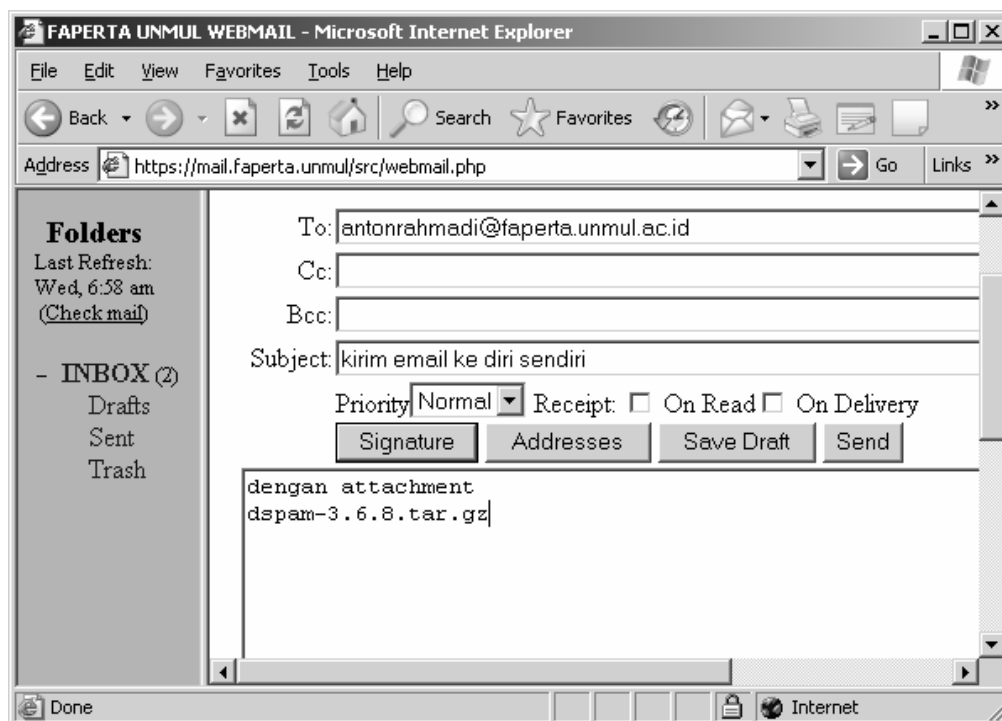 FAPERTA UNMUL WEBMAIL - Microsoft Internet Explorer
File Edit View Favorites Tools Help
Back Search Favorites »
Address https://mail.faperta.unmul/src/webmail.php Go Links »
Folders
Last Refresh:
Wed, 6:58 am
(Check mail)
– INBOX (2)
Drafts
Sent
Trash
To: antonrahmadi@faperta.unmul.ac.id
Cc:
Bcc:
Subject: kirim email ke diri sendiri
Priority Normal Receipt: On Read On Delivery
Signature Addresses Save Draft Send
dengan attachment
dspam-3.6.8.tar.gz
Done Internet